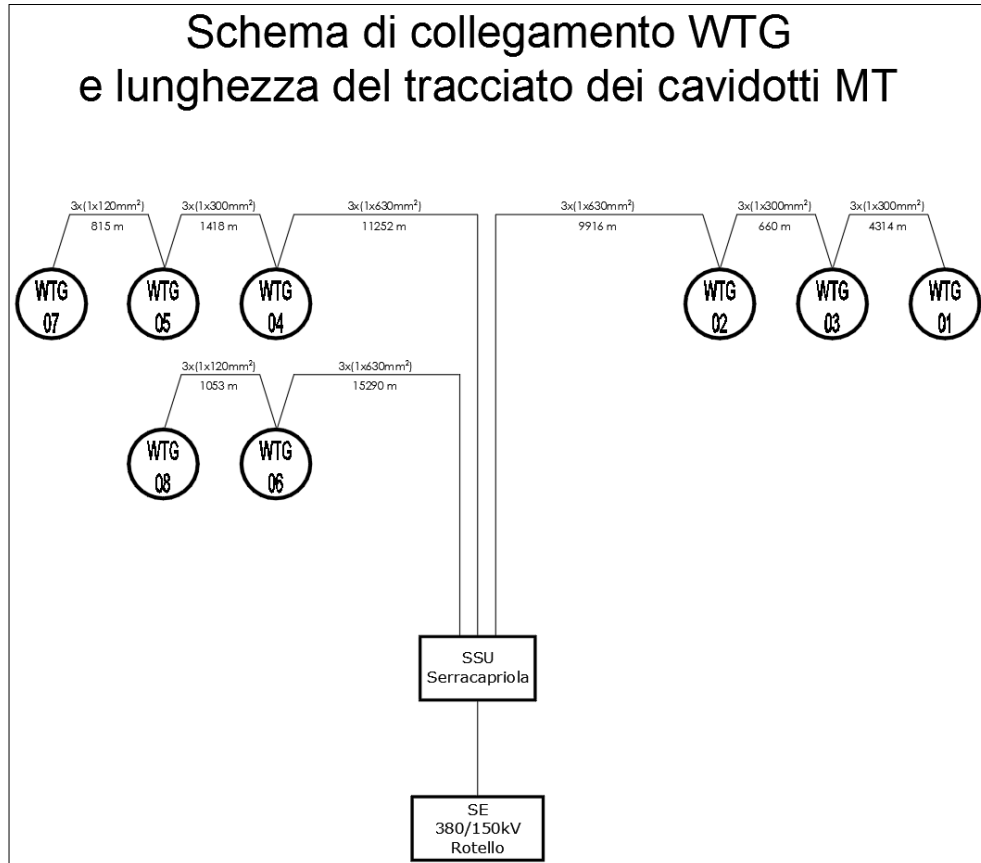 Schema di collegamento WTG
e lunghezza del tracciato dei cavidotti MT
3x(1x120mm²)
815 m
3x(1x300mm²)
1418 m
3x(1x630mm²)
11252 m
3x(1x630mm²)
9916 m
3x(1x300mm²)
660 m
3x(1x300mm²)
4314 m
WTG
07
WTG
05
WTG
04
WTG
02
WTG
03
WTG
01
3x(1x120mm²)
1053 m
3x(1x630mm²)
15290 m
WTG
08
WTG
06
SSU
Serracapriola
SE
380/150kV
Rotello